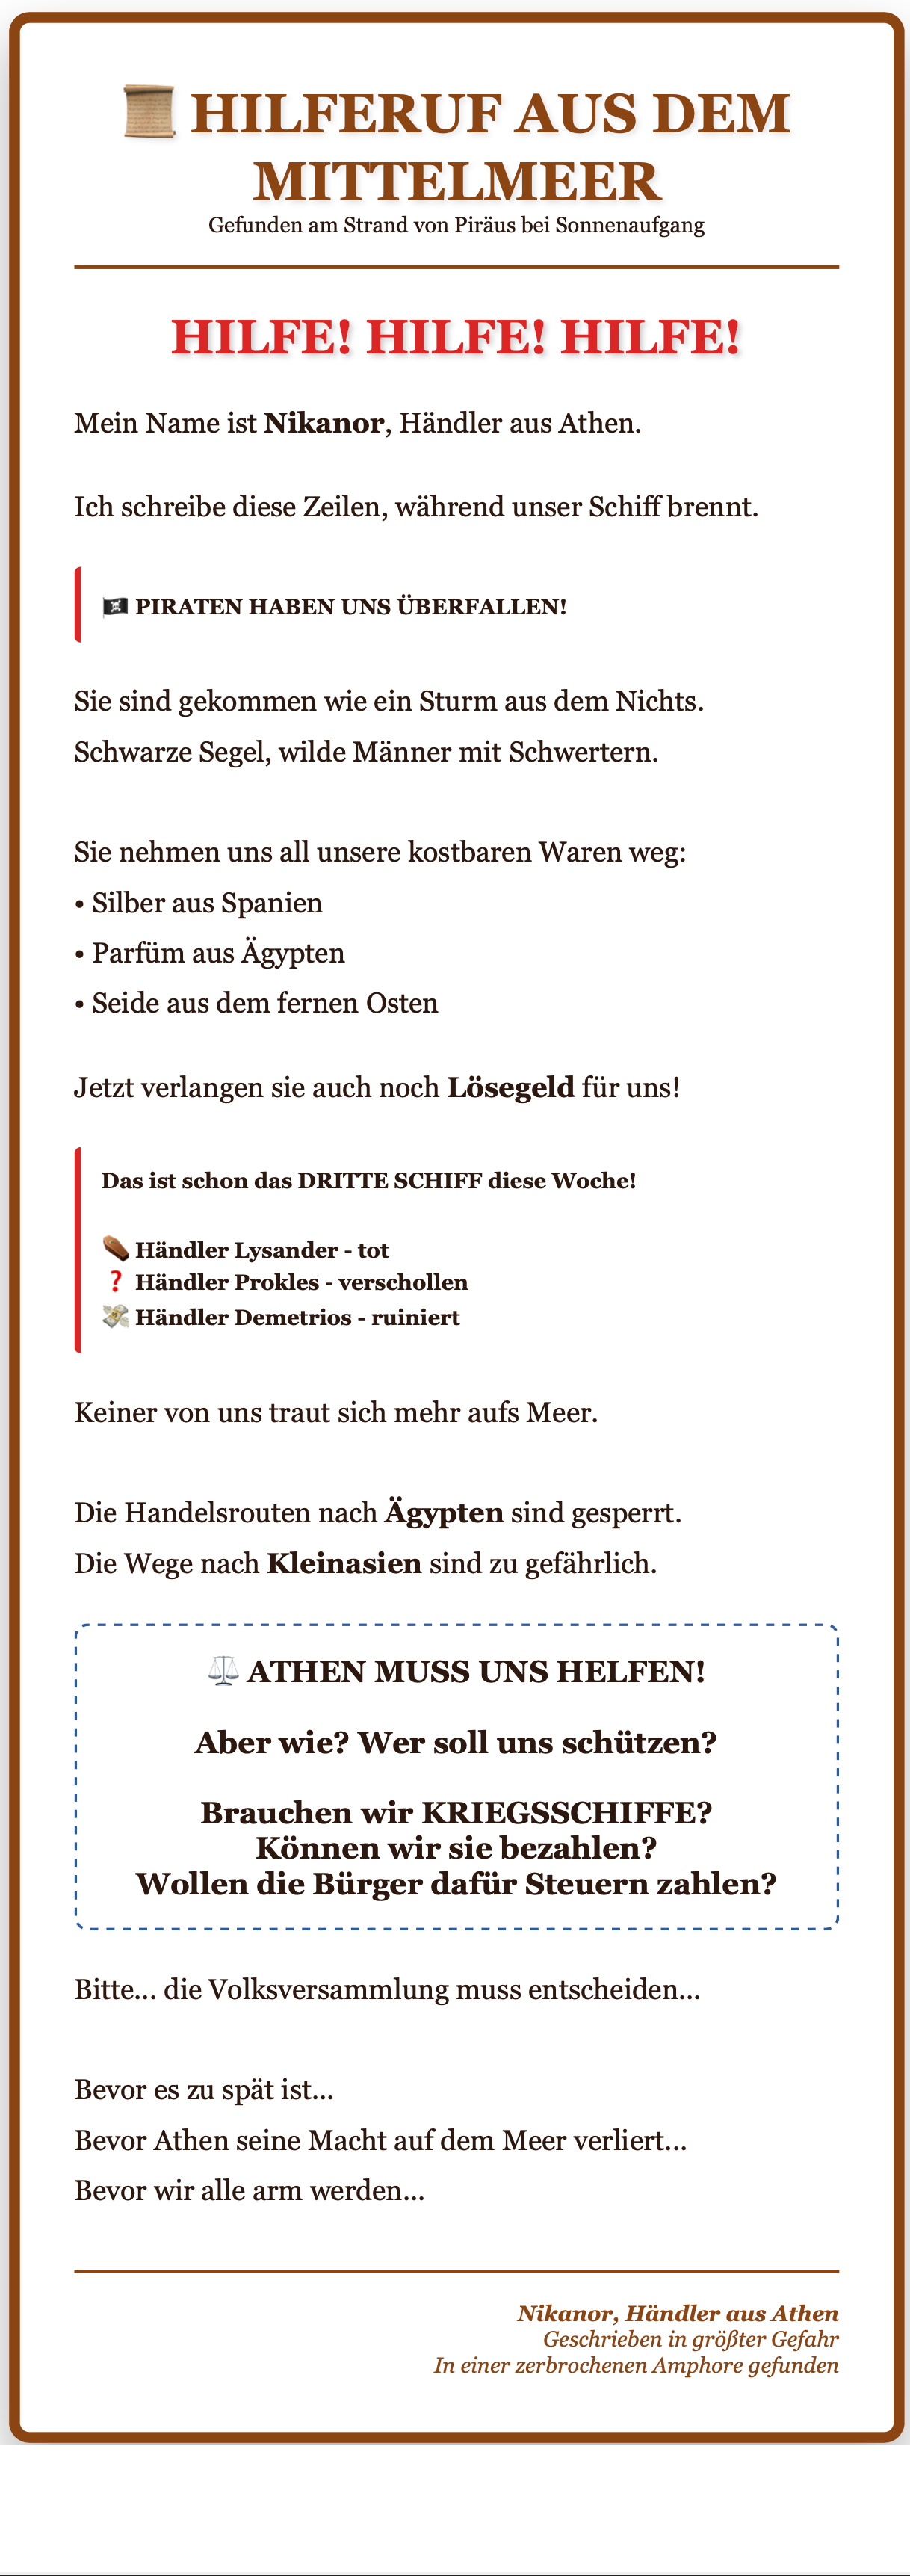 📜 HILFERUF AUS DEM
MITTELMEER
Gefunden am Strand von Piräus bei Sonnenaufgang
HILFE! HILFE! HILFE!
Mein Name ist Nikanor, Händler aus Athen.
Ich schreibe diese Zeilen, während unser Schiff brennt.
🏴‍☠️ PIRATEN HABEN UNS ÜBERFALLEN!
Sie sind gekommen wie ein Sturm aus dem Nichts.
Schwarze Segel, wilde Männer mit Schwertern.
Sie nehmen uns all unsere kostbaren Waren weg:
• Silber aus Spanien
• Parfüm aus Ägypten
• Seide aus dem fernen Osten
Jetzt verlangen sie auch noch Lösegeld für uns!
Das ist schon das DRITTE SCHIFF diese Woche!
⚰️ Händler Lysander - tot
❓ Händler Prokles - verschollen
💸 Händler Demetrios - ruiniert
Keiner von uns traut sich mehr aufs Meer.
Die Handelsrouten nach Ägypten sind gesperrt.
Die Wege nach Kleinasien sind zu gefährlich.
⚖️ ATHEN MUSS UNS HELFEN!
Aber wie? Wer soll uns schützen?
Brauchen wir KRIEGSSCHIFFE?
Können wir sie bezahlen?
Wollen die Bürger dafür Steuern zahlen?
Bitte... die Volksversammlung muss entscheiden...
Bevor es zu spät ist...
Bevor Athen seine Macht auf dem Meer verliert...
Bevor wir alle arm werden...
Nikanor, Händler aus Athen
Geschrieben in größter Gefahr
In einer zerbrochenen Amphore gefunden